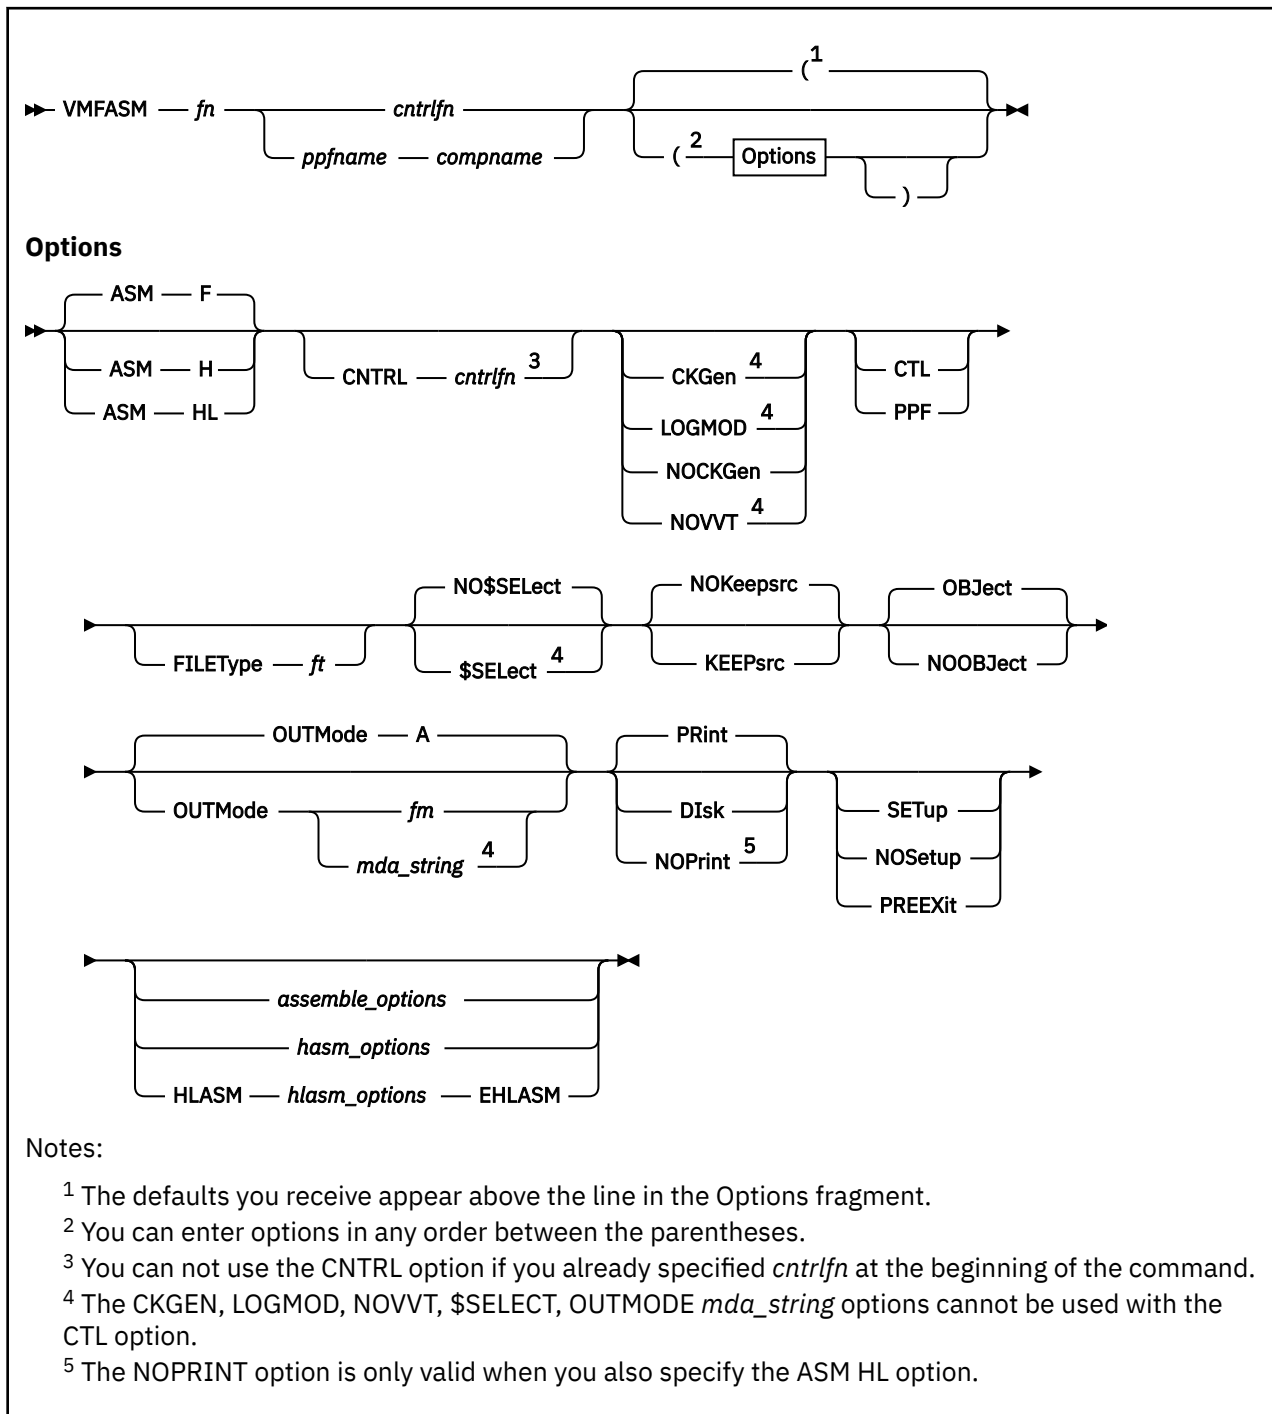 ( 1
VMFASM fn cntrlfn
ppfname compname ( 2 Options
)
Options
ASM F
ASM H
ASM HL
CNTRL cntrlfn 3
CKGen 4
LOGMOD 4
NOCKGen
NOVVT 4
CTL
PPF
FILEType ft
NO$SELect
$SELect 4
NOKeepsrc
KEEPsrc
OBJect
NOOBJect
OUTMode A
OUTMode fm
mda_string 4
PRint
DIsk
NOPrint 5
SETup
NOSetup
PREEXit
assemble_options
hasm_options
HLASM hlasm_options EHLASM
Notes:
1 The defaults you receive appear above the line in the Options fragment.
2 You can enter options in any order between the parentheses.
3 You can not use the CNTRL option if you already specified cntrlfn at the beginning of the command.
4 The CKGEN, LOGMOD, NOVVT, $SELECT, OUTMODE mda_string options cannot be used with the
CTL option.
5 The NOPRINT option is only valid when you also specify the ASM HL option.